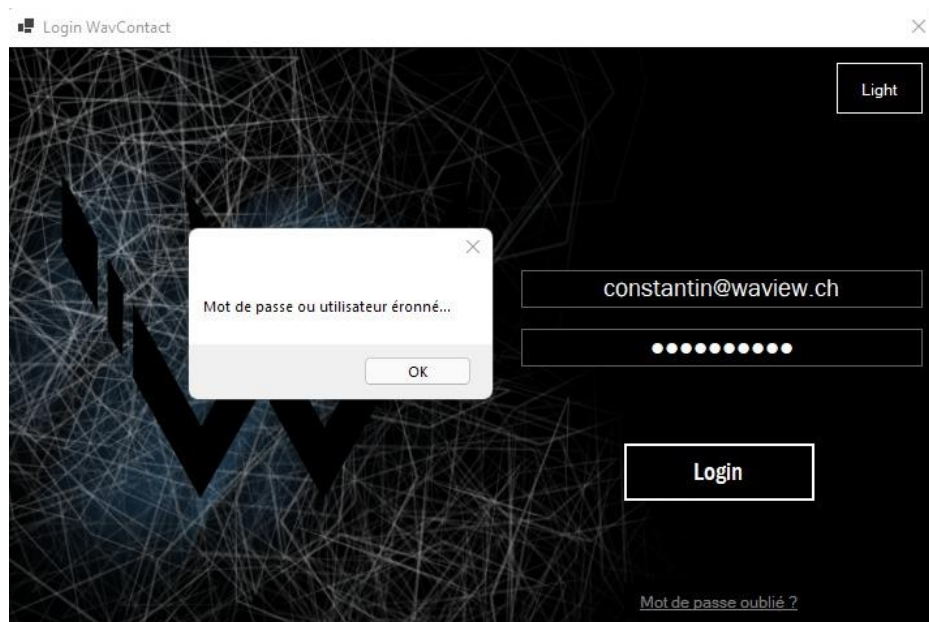 Login WavContact
Light
Mot de passe ou utilisateur éronné...
OK
constantin@waview.ch
●●●●●●●●●●
Login
Mot de passe oublié ?